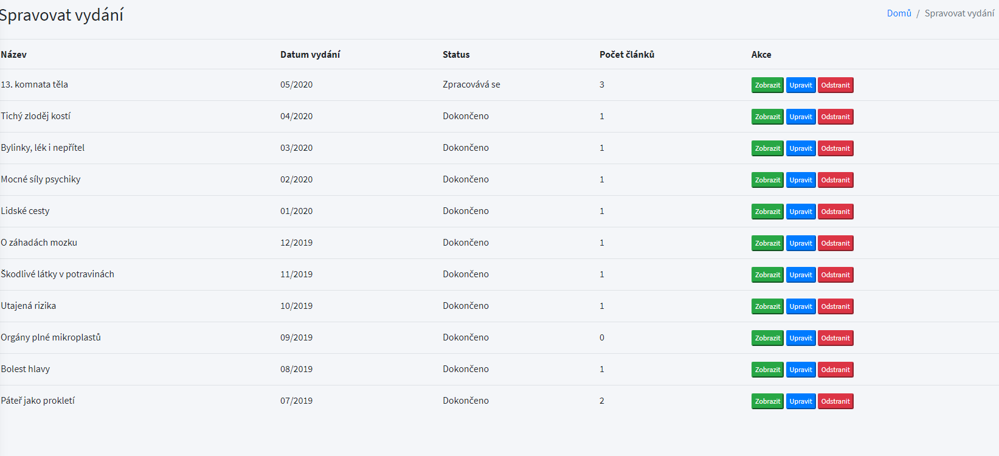 Spravovat vydání
Domů / Spravovat vydání
Název Datum vydání Status Počet článků Akce
13. komnata těla 05/2020 Zpracovává se 3 Zobrazit Upravit Odstranit
Tichý zloděj kostí 04/2020 Dokončeno 1 Zobrazit Upravit Odstranit
Bylinky, lék i nepřítel 03/2020 Dokončeno 1 Zobrazit Upravit Odstranit
Mocné síly psychiky 02/2020 Dokončeno 1 Zobrazit Upravit Odstranit
Lidské cesty 01/2020 Dokončeno 1 Zobrazit Upravit Odstranit
O záhadách mozku 12/2019 Dokončeno 1 Zobrazit Upravit Odstranit
Škodlivé látky v potravinách 11/2019 Dokončeno 1 Zobrazit Upravit Odstranit
Utajená rizika 10/2019 Dokončeno 1 Zobrazit Upravit Odstranit
Orgány plné mikroplastů 09/2019 Dokončeno 0 Zobrazit Upravit Odstranit
Bolest hlavy 08/2019 Dokončeno 1 Zobrazit Upravit Odstranit
Páteř jako prokletí 07/2019 Dokončeno 2 Zobrazit Upravit Odstranit